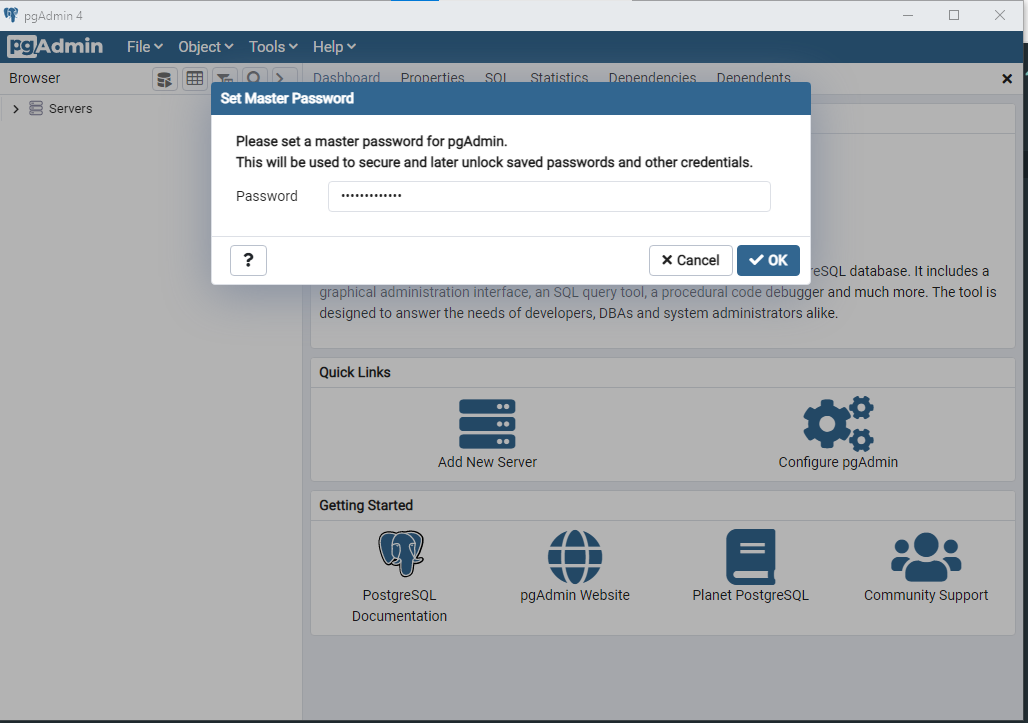 pgAdmin 4
pgAdmin File Object Tools Help
Browser
Dashboard Properties SQL Statistics Dependencies Dependents
Servers
Set Master Password
Please set a master password for pgAdmin.
This will be used to secure and later unlock saved passwords and other credentials.
Password •••••••••••••
? Cancel OK
reSQL database. It includes a
graphical administration interface, an SQL query tool, a procedural code debugger and much more. The tool is
designed to answer the needs of developers, DBAs and system administrators alike.
Quick Links
Add New Server
Configure pgAdmin
Getting Started
PostgreSQL
Documentation
pgAdmin Website
Planet PostgreSQL
Community Support